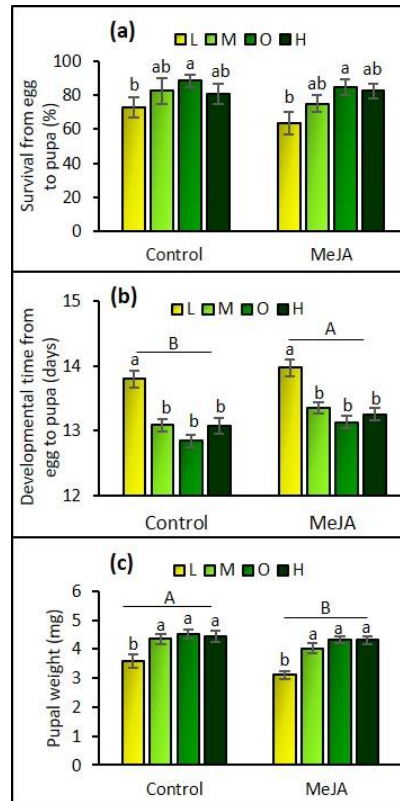 (a)
L M O H
Survival from egg
to pupa (%)
100
80
60
40
20
0
b ab a ab
b ab a ab
Control MeJA
(b)
L M O H
Developmental time from
egg to pupa (days)
15
14
13
12
B A
a b b b
a b b b
Control MeJA
(c)
L M O H
Pupal weight (mg)
6
5
4
3
2
1
0
A B
b a a a
b a a a
Control MeJA